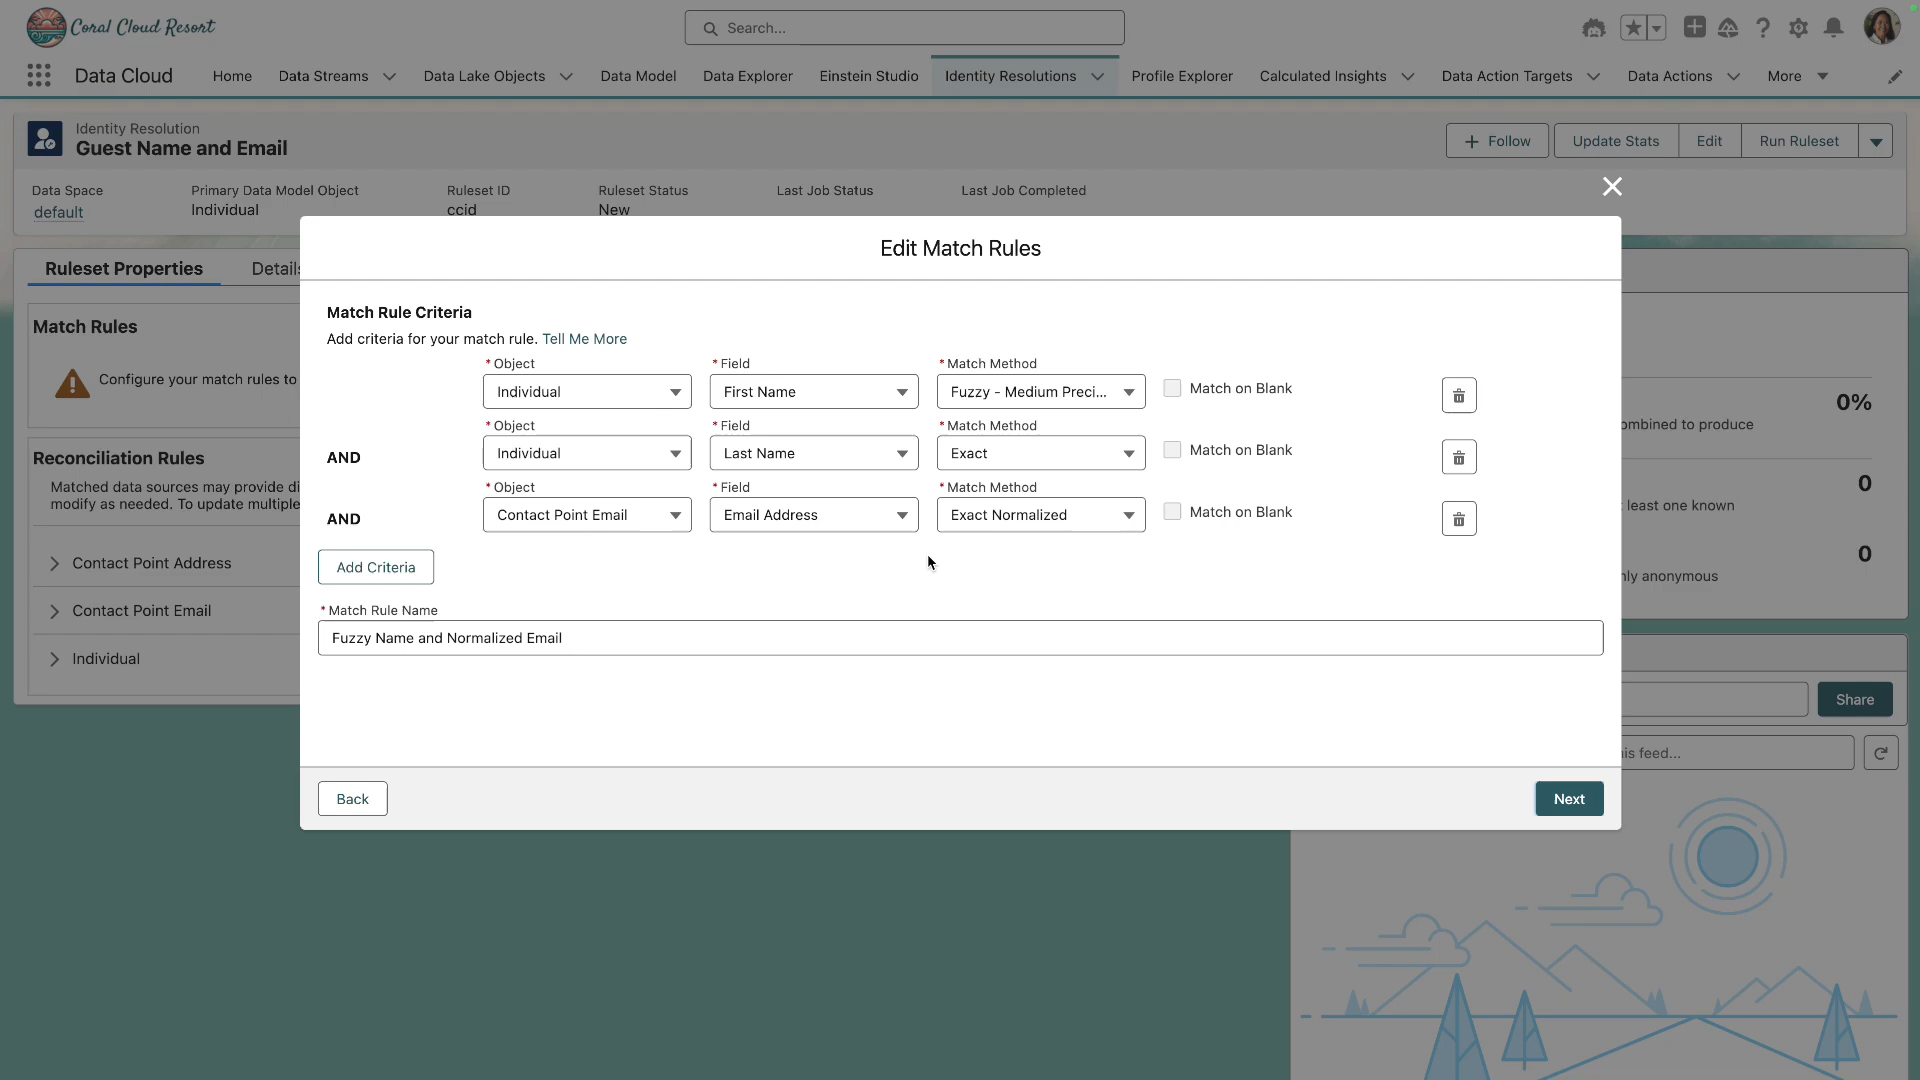 Coral Cloud Resort
Search...
Data Cloud
Home
Data Streams
Data Lake Objects
Data Model
Data Explorer
Einstein Studio
Identity Resolutions
Profile Explorer
Calculated Insights
Data Action Targets
Data Actions
More
Identity Resolution
Guest Name and Email
Follow
Update Stats
Edit
Run Ruleset
Data Space
Primary Data Model Object
Ruleset ID
Ruleset Status
Last Job Status
Last Job Completed
default
Individual
ccid
New
Ruleset Properties
Details
Match Rules
Configure your match rules to
Reconciliation Rules
Matched data sources may provide di
modify as needed. To update multiple
Contact Point Address
Contact Point Email
Individual
Edit Match Rules
Match Rule Criteria
Add criteria for your match rule. Tell Me More
* Object
* Field
* Match Method
Individual
First Name
Fuzzy - Medium Preci...
Match on Blank
* Object
* Field
* Match Method
AND
Individual
Last Name
Exact
Match on Blank
* Object
* Field
* Match Method
AND
Contact Point Email
Email Address
Exact Normalized
Match on Blank
Add Criteria
* Match Rule Name
Fuzzy Name and Normalized Email
Back
Next
0%
ombined to produce
0
least one known
0
nly anonymous
Share
is feed...